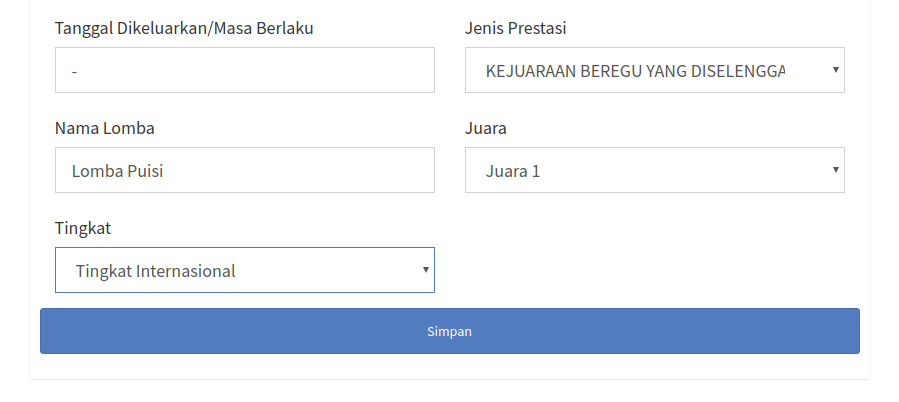 Tanggal Dikeluarkan/Masa Berlaku
Jenis Prestasi
-
KEJUARAAN BEREGU YANG DISELENGGA
Nama Lomba
Juara
Lomba Puisi
Juara 1
Tingkat
Tingkat Internasional
Simpan